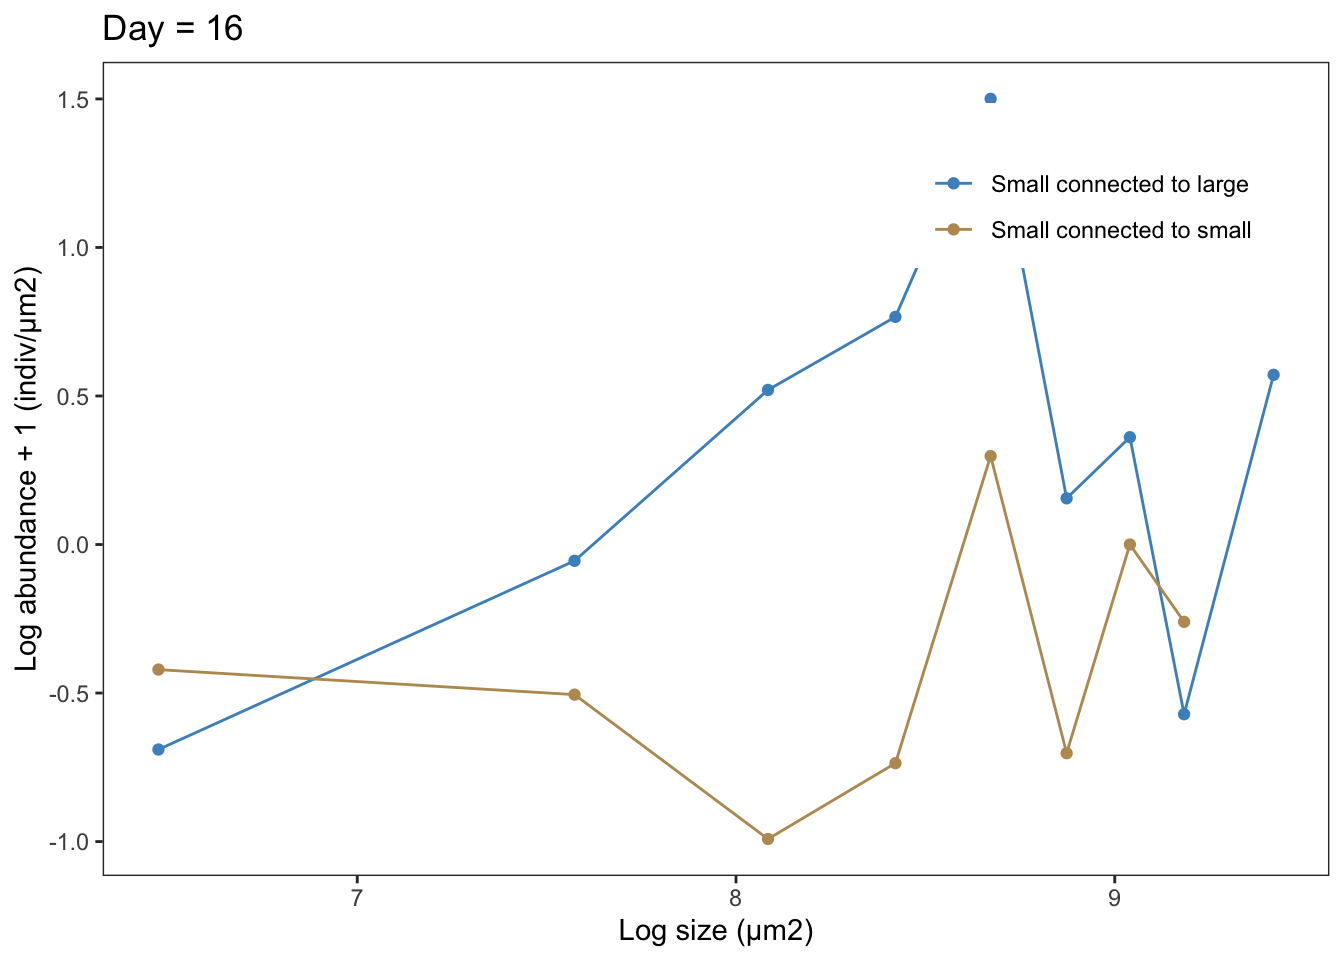 Day = 16
Log abundance + 1 (indiv/μm2)
1.5
1.0
0.5
0.0
-0.5
-1.0
Small connected to large
Small connected to small
7 8 9
Log size (μm2)